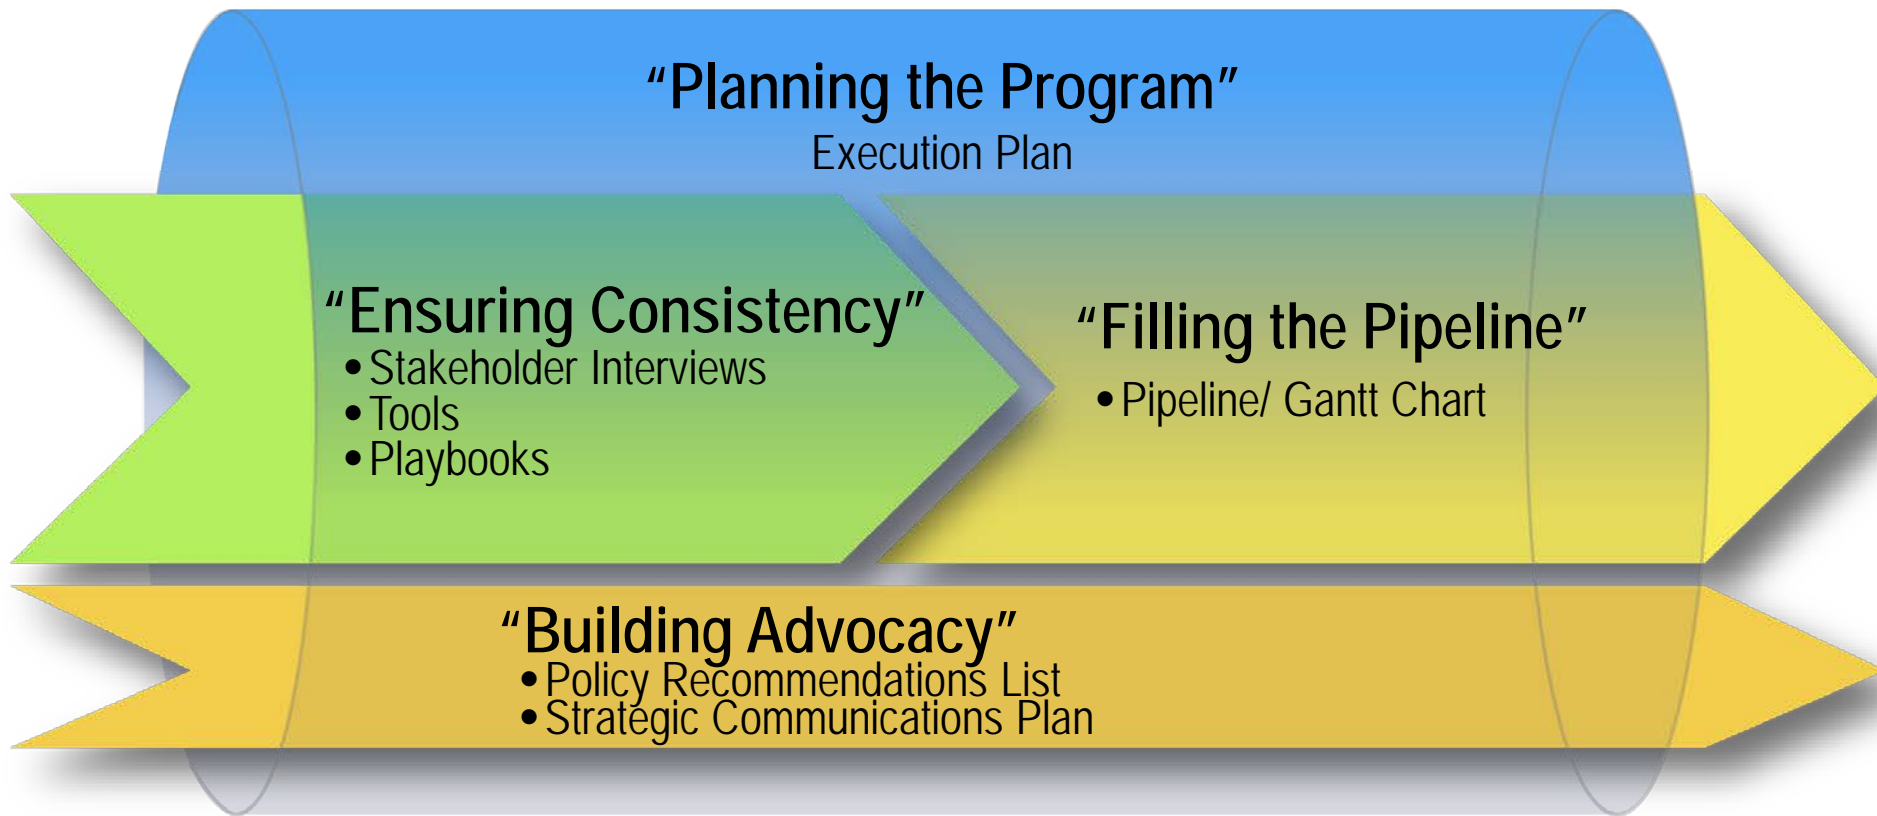 “Planning the Program”
Execution Plan
“Ensuring Consistency”
•Stakeholder Interviews
•Tools
•Playbooks
“Filling the Pipeline”
•Pipeline/ Gantt Chart
“Building Advocacy”
•Policy Recommendations List
•Strategic Communications Plan